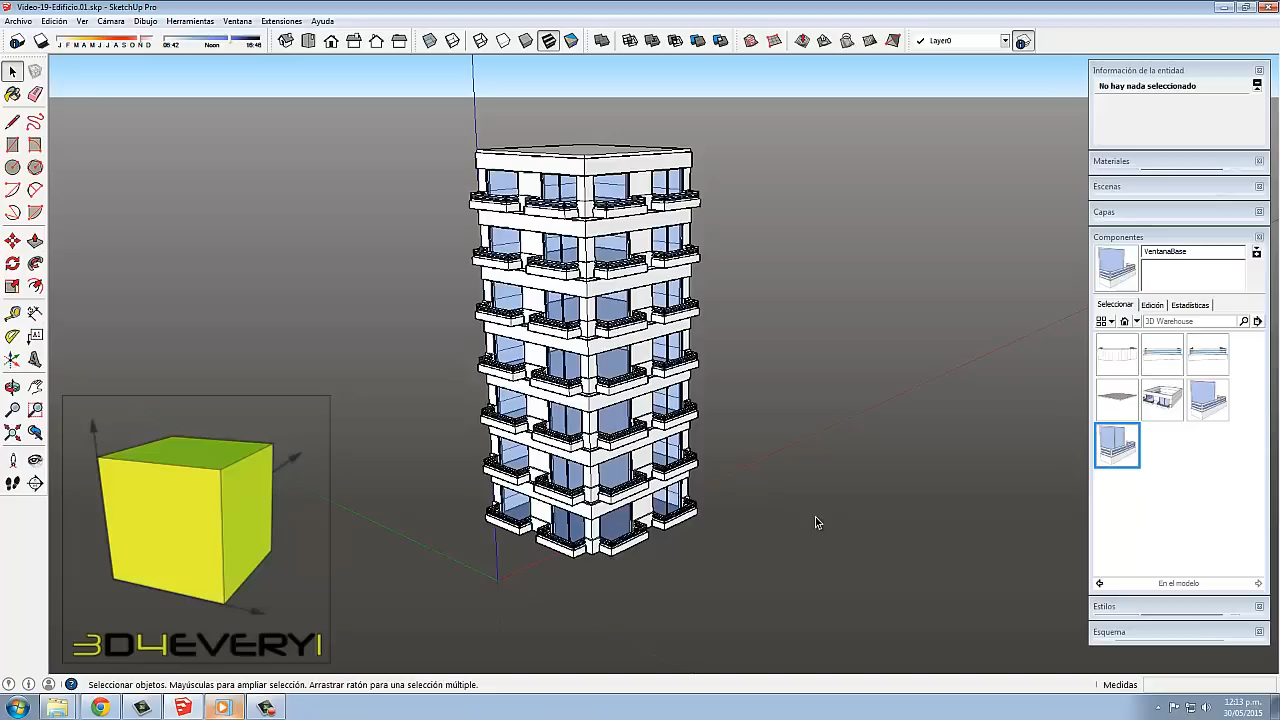 Video-19-Edificio.01.skp - SketchUp Pro
Archivo Edición Ver Cámara Dibujo Herramientas Ventana Extensiones Ayuda
J F M A M J J A S O N D 06:42 Noon 16:46 Layer0
Información de la entidad
No hay nada seleccionado
Materiales
Escenas
Capas
Componentes
VentanaBase
Seleccionar Edición Estadísticas
3D Warehouse
En el modelo
Estilos
Esquema
3D4EVERY1
Seleccionar objetos. Mayúsculas para ampliar selección. Arrastrar ratón para una selección múltiple.
Medidas
12:13 p.m.
30/05/2015